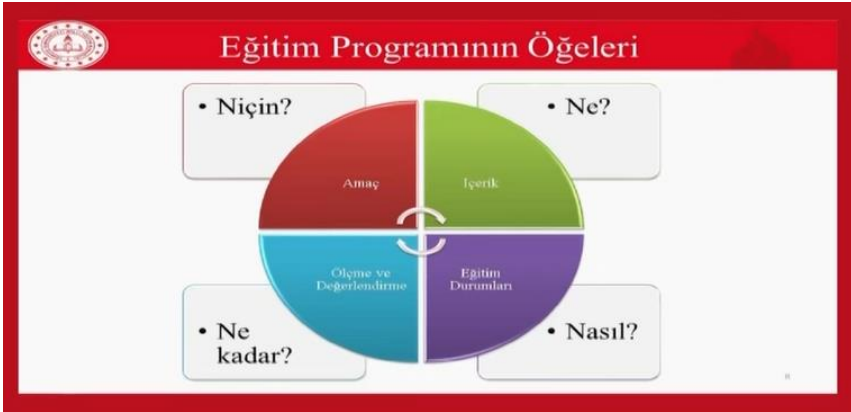 Eğitim Programının Öğeleri
• Niçin?
• Ne?
Amaç
İçerik
Ölçme ve
Değerlendirme
Eğitim
Durumları
• Ne
kadar?
• Nasıl?